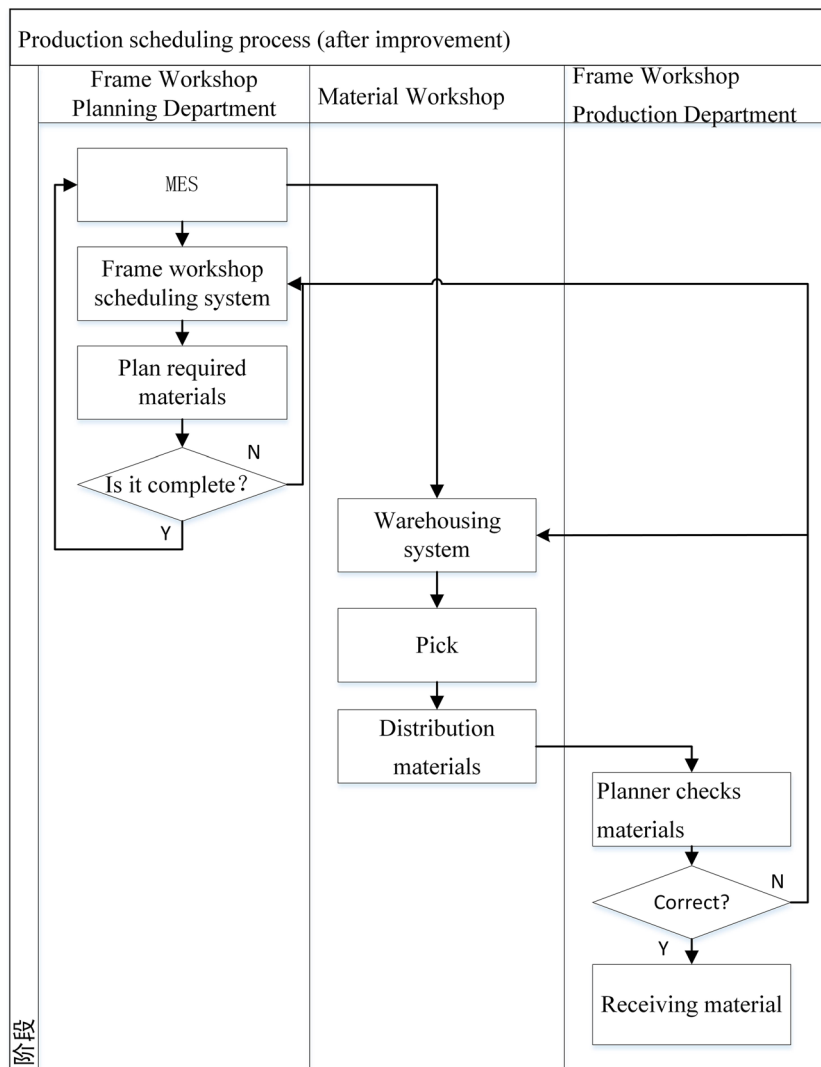 Production scheduling process (after improvement)
Frame Workshop
Planning Department
Material Workshop
Frame Workshop
Production Department
MES
Frame workshop
scheduling system
Plan required
materials
N
Is it complete？
Y
Warehousing
system
Pick
Distribution
materials
Planner checks
materials
N
Correct?
Y
Receiving material
阶段